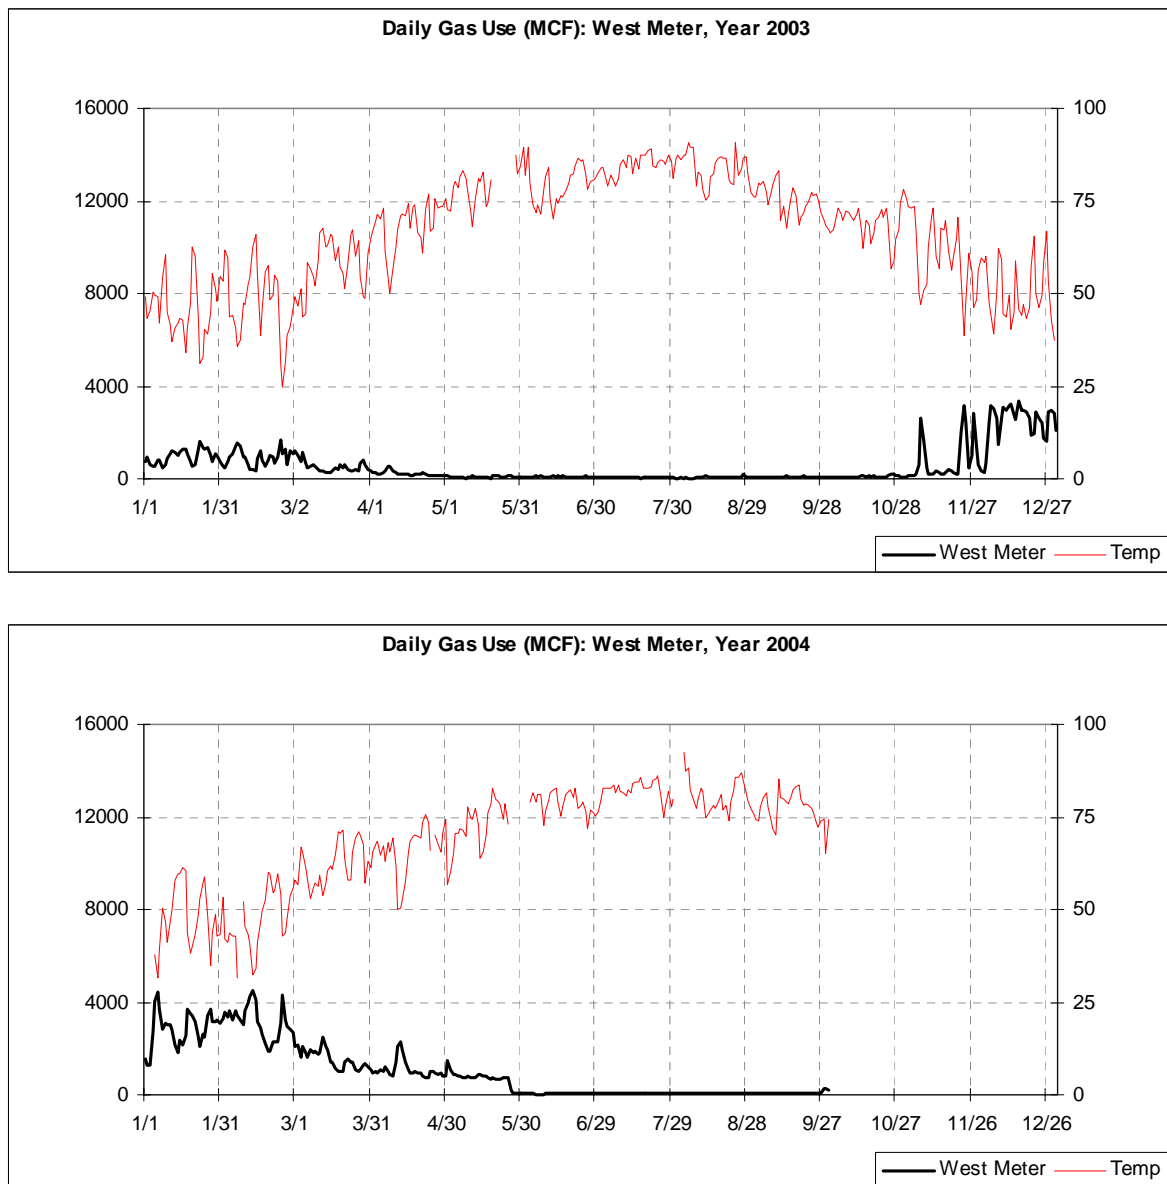 Daily Gas Use (MCF): West Meter, Year 2003
16000 100
12000 75
8000 50
4000 25
0 0
1/1 1/31 3/2 4/1 5/1 5/31 6/30 7/30 8/29 9/28 10/28 11/27 12/27
West Meter Temp
Daily Gas Use (MCF): West Meter, Year 2004
16000 100
12000 75
8000 50
4000 25
0 0
1/1 1/31 3/1 3/31 4/30 5/30 6/29 7/29 8/28 9/27 10/27 11/26 12/26
West Meter Temp